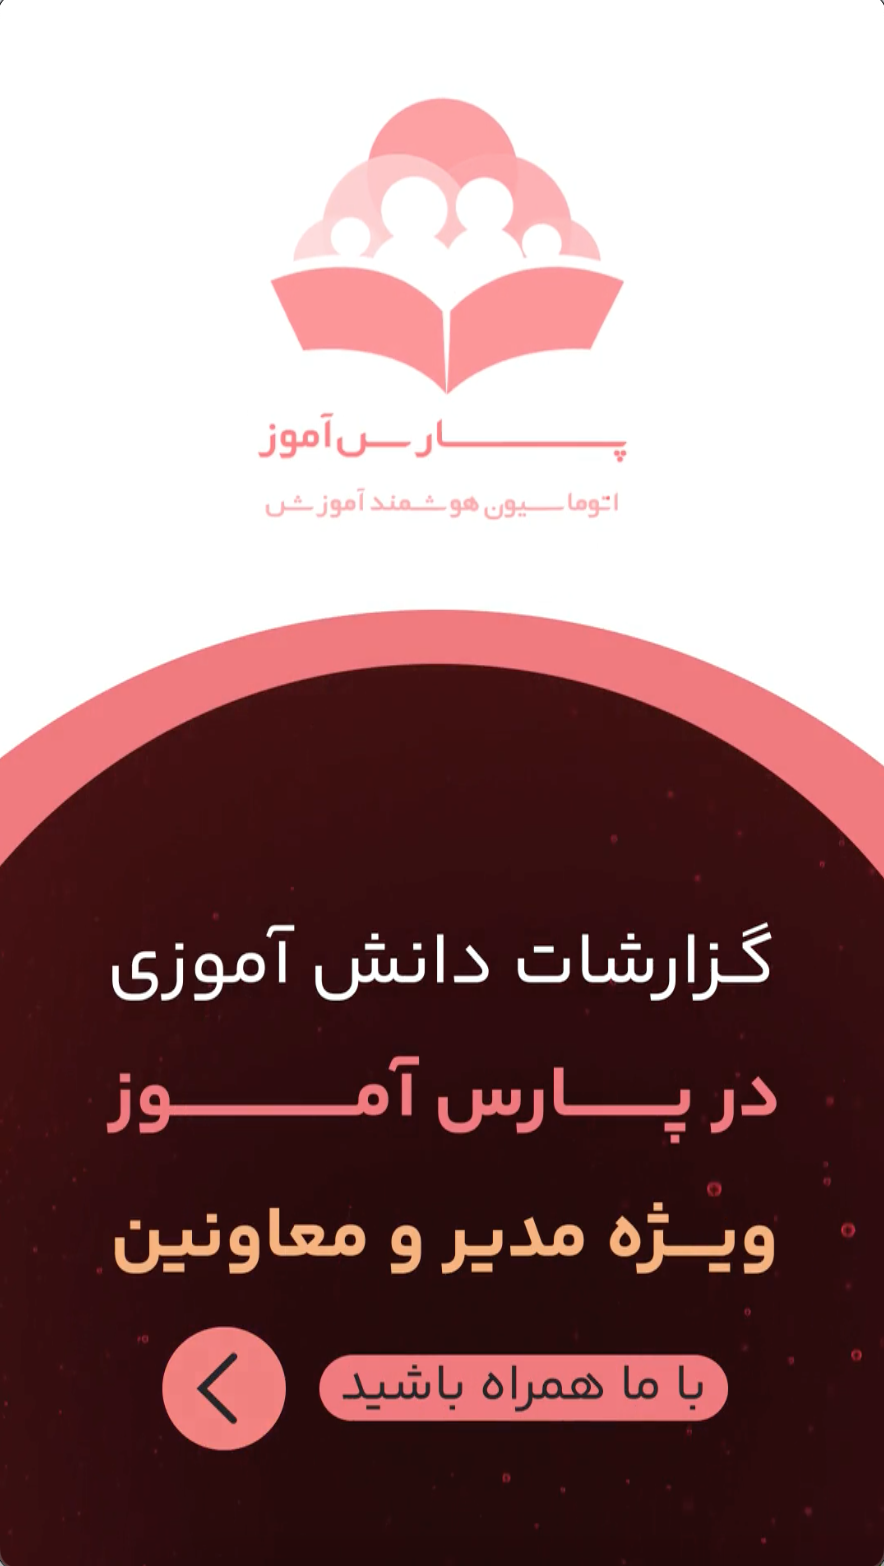 پارس آموز
اتوماسیون هوشمند آموزش
گزارشات دانش آموزی
در پارس آموز
ویژه مدیر و معاونین
با ما همراه باشید